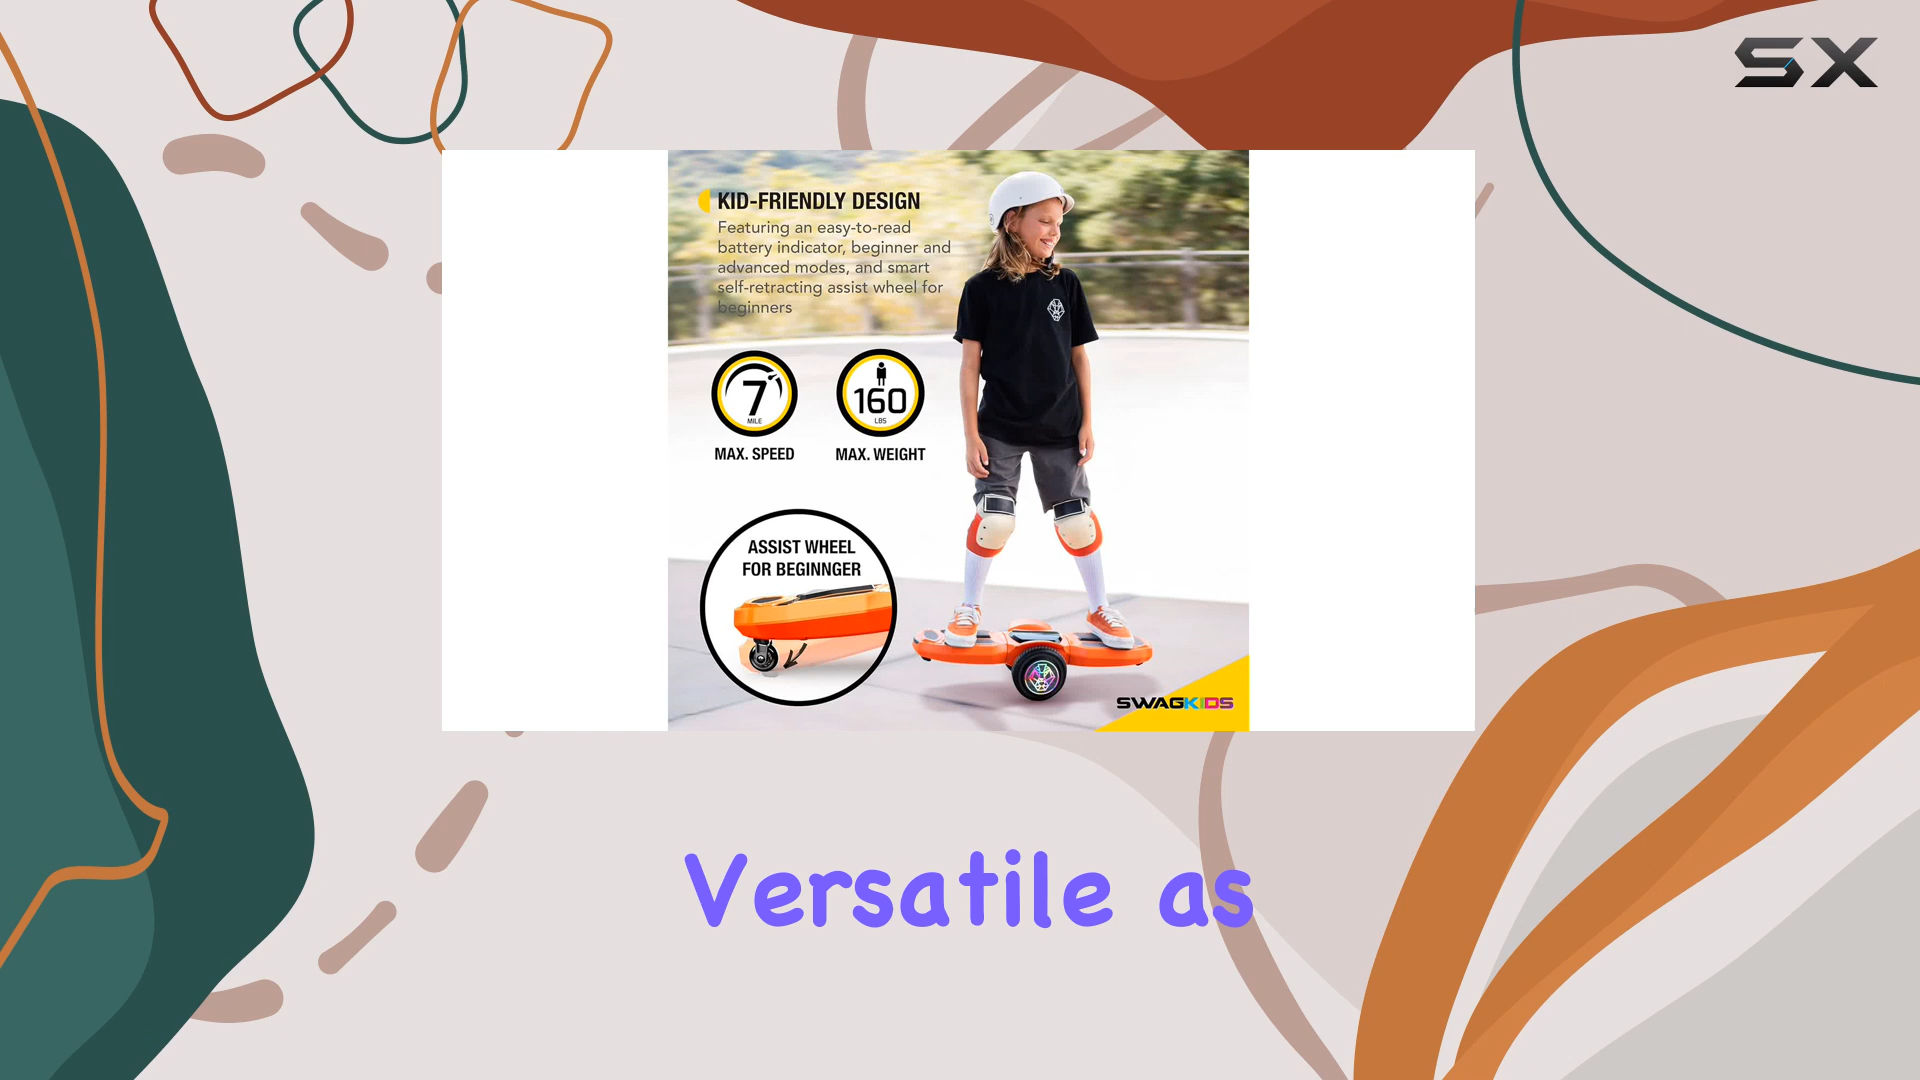 SX
KID-FRIENDLY DESIGN
Featuring an easy-to-read
battery indicator, beginner and
advanced modes, and smart
self-retracting assist wheel for
beginners
7
MILE
160
LBS
MAX. SPEED
MAX. WEIGHT
ASSIST WHEEL
FOR BEGINNGER
SWAGKIDS
Versatile as